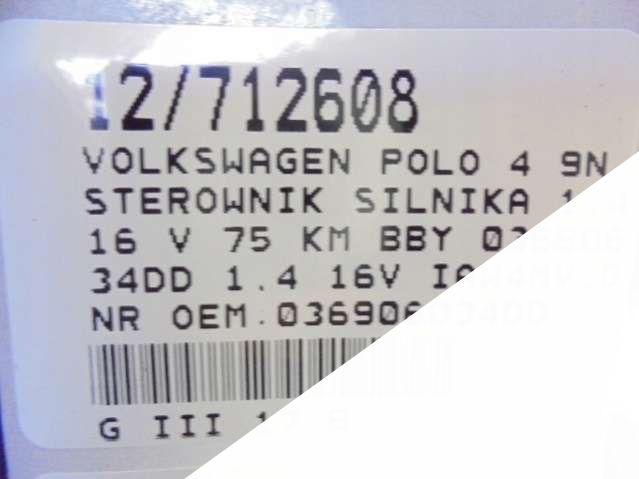 12/712608
VOLKSWAGEN POLO 4 9N
STEROWNIK SILNIKA
16 V 75 KM BBY
34DD 1.4 16V
NR OEM.036906034DD
G III